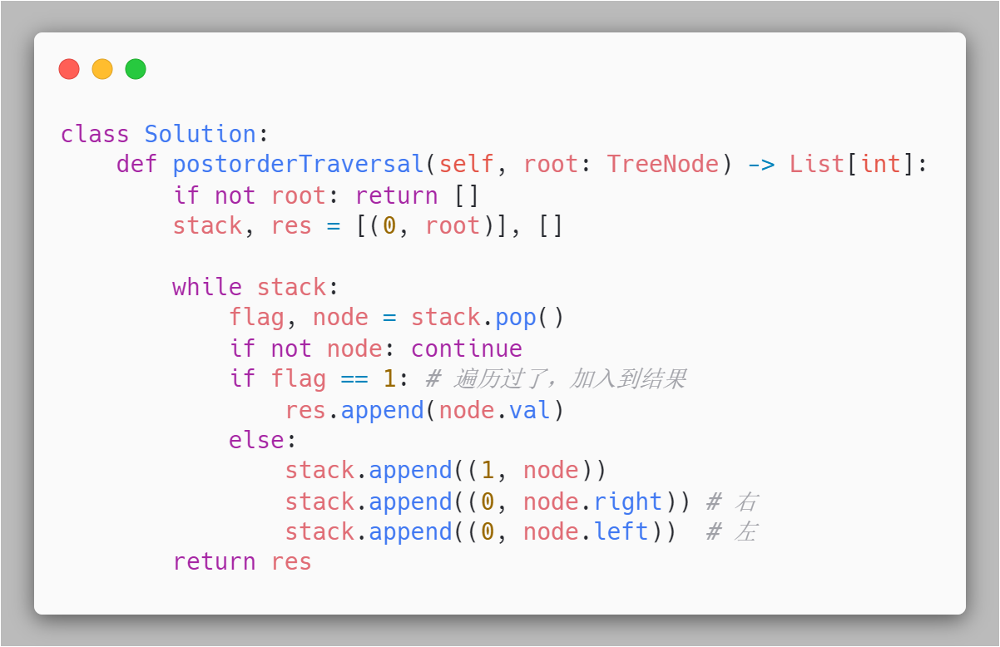 class Solution:
    def postorderTraversal(self, root: TreeNode) -> List[int]:
        if not root: return []
        stack, res = [(0, root)], []

        while stack:
            flag, node = stack.pop()
            if not node: continue
            if flag == 1: # 遍历过了，加入到结果
                res.append(node.val)
            else:
                stack.append((1, node))
                stack.append((0, node.right)) # 右
                stack.append((0, node.left))  # 左
        return res